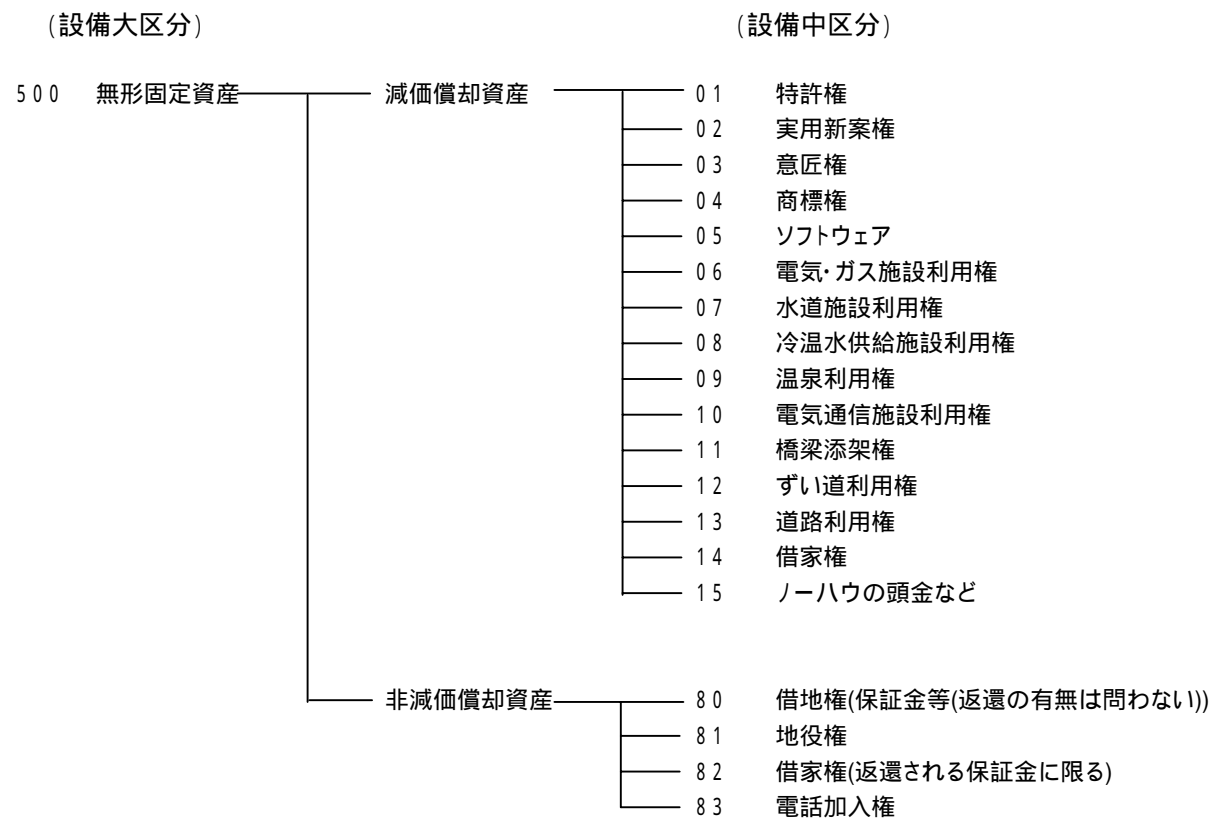 (設備大区分) (設備中区分)
500 無形固定資産 減価償却資産 01 特許権
02 実用新案権
03 意匠権
04 商標権
05 ソフトウェア
06 電気・ガス施設利用権
07 水道施設利用権
08 冷温水供給施設利用権
09 温泉利用権
10 電気通信施設利用権
11 橋梁添架権
12 ずい道利用権
13 道路利用権
14 借家権
15 ノーハウの頭金など
非減価償却資産 80 借地権(保証金等(返還の有無は問わない))
81 地役権
82 借家権(返還される保証金に限る)
83 電話加入権